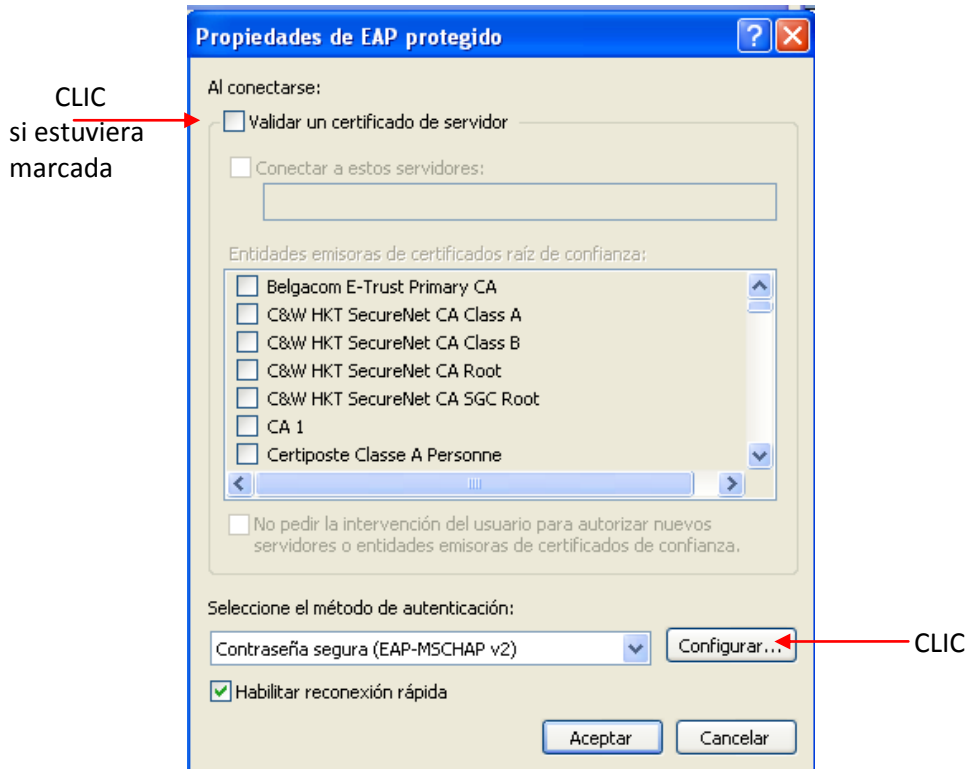 Propiedades de EAP protegido
Al conectarse:
CLIC
si estuviera
marcada
Validar un certificado de servidor
Conectar a estos servidores:
Entidades emisoras de certificados raíz de confianza:
Belgacom E-Trust Primary CA
C&W HKT SecureNet CA Class A
C&W HKT SecureNet CA Class B
C&W HKT SecureNet CA Root
C&W HKT SecureNet CA SGC Root
CA 1
Certiposte Classe A Personne
No pedir la intervención del usuario para autorizar nuevos
servidores o entidades emisoras de certificados de confianza.
Seleccione el método de autenticación:
Contraseña segura (EAP-MSCHAP v2)
Configurar...
CLIC
Habilitar reconexión rápida
Aceptar
Cancelar